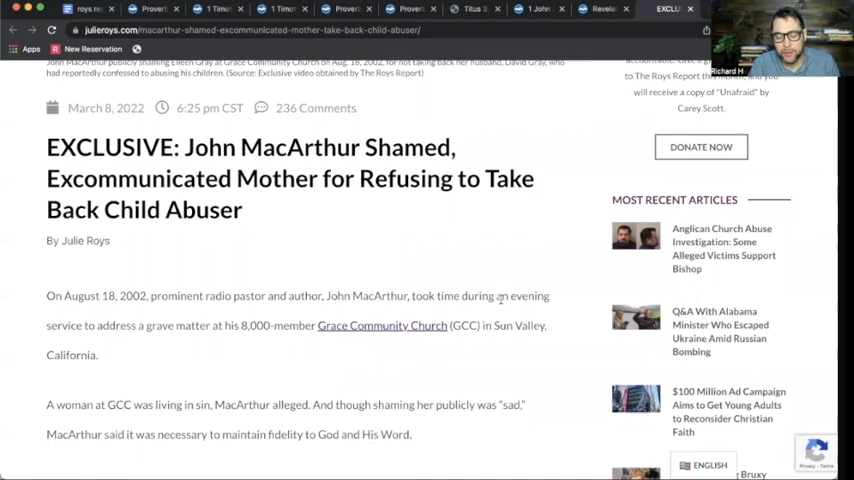 roys re
Proverb
1 Timot
1 Timot
Proverb
Proverb
Titus 3
1 John
Revelat
EXCLUS
julieroys.com/macarthur-shamed-excommunicated-mother-take-back-child-abuser/
Apps
New Reservation
Richard H
John MacArthur publicly shaming Eileen Gray at Grace Community Church on Aug. 18, 2002, for not taking back her husband, David Gray, who
had reportedly confessed to abusing his children. (Source: Exclusive video obtained by The Roys Report)
March 8, 2022
6:25 pm CST
236 Comments
EXCLUSIVE: John MacArthur Shamed,
Excommunicated Mother for Refusing to Take
Back Child Abuser
By Julie Roys
On August 18, 2002, prominent radio pastor and author, John MacArthur, took time during an evening
service to address a grave matter at his 8,000-member Grace Community Church (GCC) in Sun Valley,
California.
A woman at GCC was living in sin, MacArthur alleged. And though shaming her publicly was “sad,”
MacArthur said it was necessary to maintain fidelity to God and His Word.
to The Roys Report this month, and you
will receive a copy of "Unafraid" by
Carey Scott.
DONATE NOW
MOST RECENT ARTICLES
Anglican Church Abuse
Investigation: Some
Alleged Victims Support
Bishop
Q&A With Alabama
Minister Who Escaped
Ukraine Amid Russian
Bombing
$100 Million Ad Campaign
Aims to Get Young Adults
to Reconsider Christian
Faith
ng Bruxy
ENGLISH
Privacy - Terms